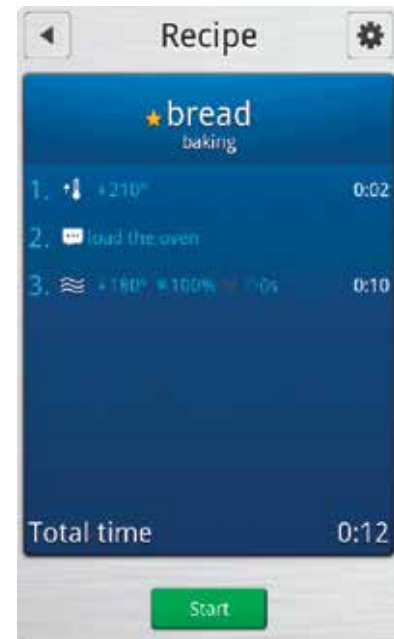 Recipe
bread
baking
1. +210° 0:02
2. load the oven
3. +180° 100% 0:10
Total time 0:12
Start